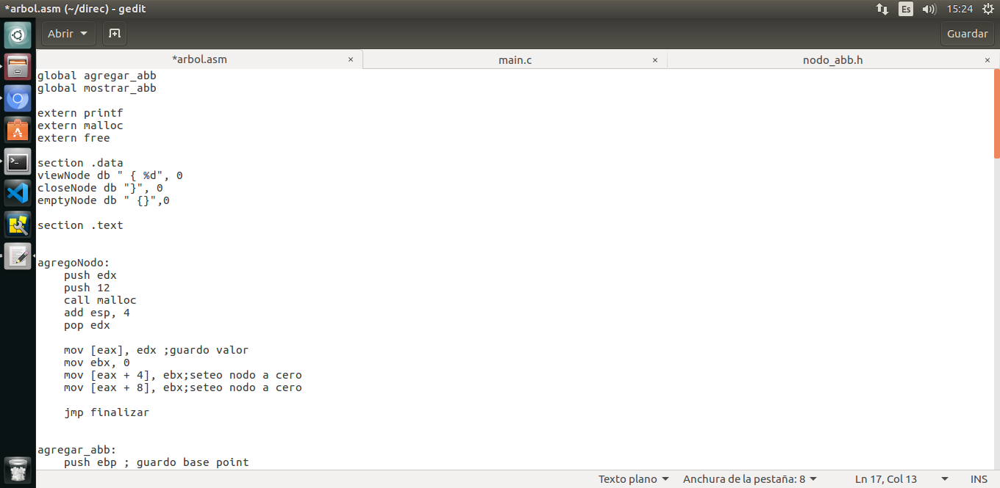 *arbol.asm (~/direc) - gedit
Es
15:24
Abrir
Guardar
*arbol.asm
main.c
nodo_abb.h
global agregar_abb
global mostrar_abb
extern printf
extern malloc
extern free
section .data
viewNode db " { %d", 0
closeNode db "}", 0
emptyNode db " {}",0
section .text
agregoNodo:
push edx
push 12
call malloc
add esp, 4
pop edx
mov [eax], edx ;guardo valor
mov ebx, 0
mov [eax + 4], ebx;seteo nodo a cero
mov [eax + 8], ebx;seteo nodo a cero
jmp finalizar
agregar_abb:
push ebp ; guardo base point
Texto plano
Anchura de la pestaña: 8
Ln 17, Col 13
INS